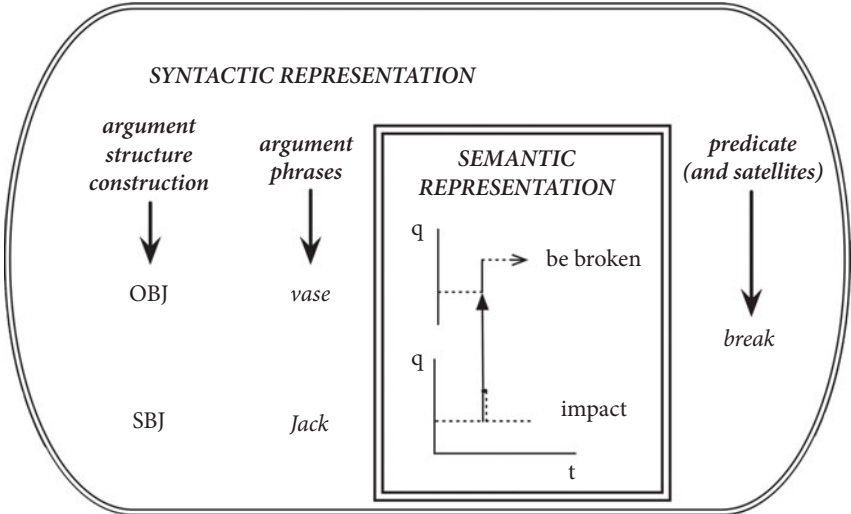 SYNTACTIC REPRESENTATION
argument
structure
construction
argument
phrases
SEMANTIC
REPRESENTATION
predicate
(and satellites)
q
be broken
OBJ
vase
break
q
impact
SBJ
Jack
t